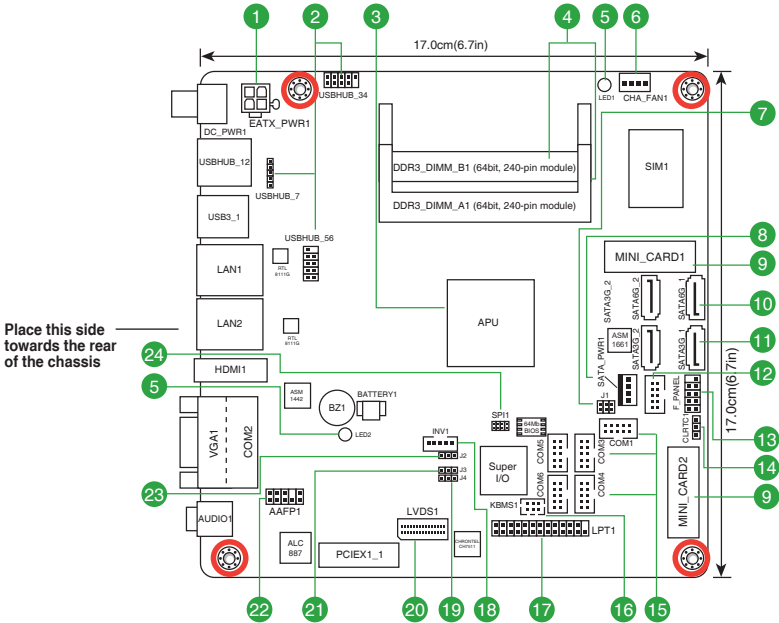 1
2
3
4
5
6
17.0cm(6.7in)
USBHUB_34
LED1
CHA_FAN1
DC_PWR1
EATX_PWR1
7
USBHUB_12
USBHUB_7
DDR3_DIMM_B1 (64bit, 240-pin module)
DDR3_DIMM_A1 (64bit, 240-pin module)
SIM1
USB3_1
USBHUB_56
8
LAN1
RTL
8111G
MINI_CARD1
9
SATA3G_2
SATA6G_2
SATA6G_1
10
Place this side
towards the rear
of the chassis
LAN2
RTL
8111G
APU
SATA_PWR1
ASM
1661
SATA3G_2
SATA3G_1
11
24
HDMI1
12
5
ASM
1442
BZ1
BATTERY1
LED2
SPI1
64Mb
BIOS
J1
F_PANEL
17.0cm(6.7in)
13
VGA1
COM2
INV1
J2
COM5
COM3
COM1
CLRTC1
14
23
J3
J4
Super
I/O
COM6
COM4
MINI_CARD2
9
AUDIO1
AAFP1
LVDS1
KBMS1
LPT1
ALC
887
PCIEX1_1
CHRONTEL
CH7511
22
21
20
19
18
17
16
15